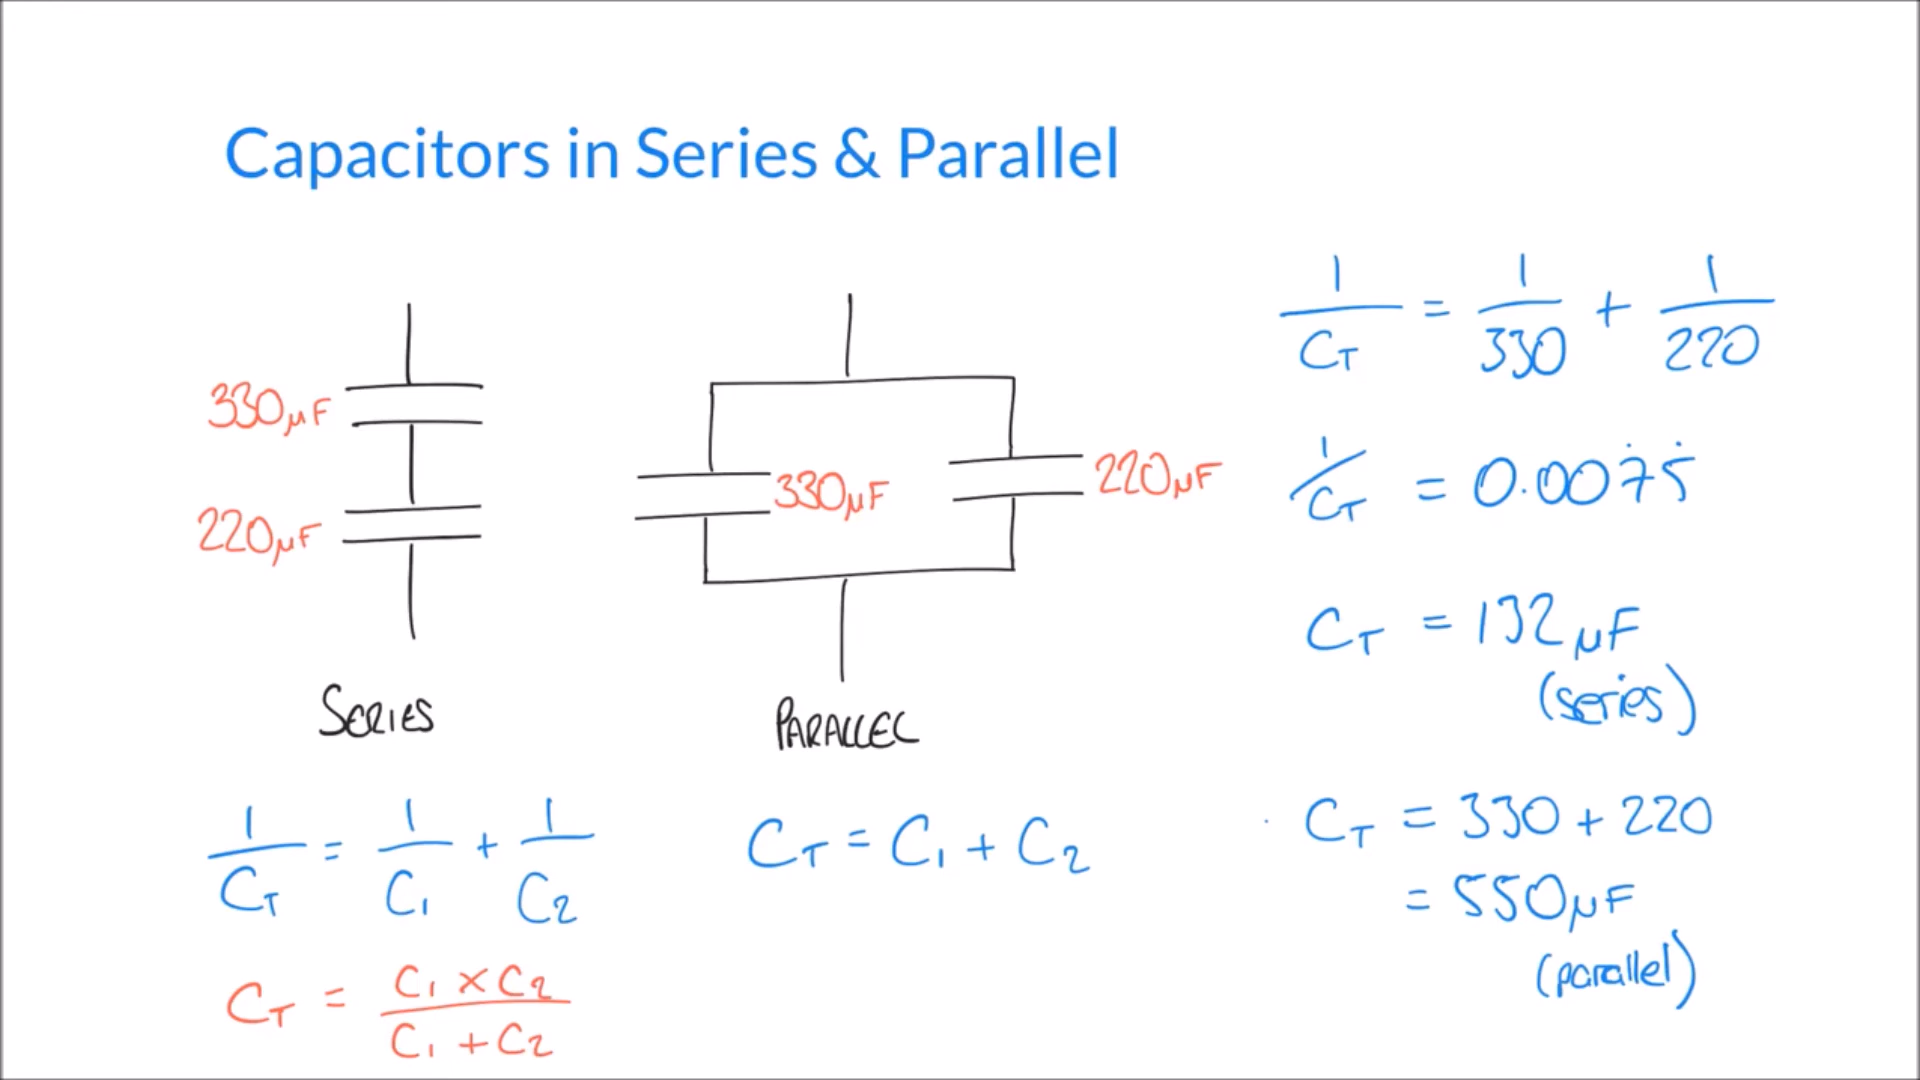 Capacitors in Series & Parallel
330μF
220μF
SERIES
1/CT = 1/C1 + 1/C2
CT = (C1 × C2)/(C1 + C2)
330μF
220μF
PARALLEL
CT = C1 + C2
1/CT = 1/330 + 1/220
1/CT = 0.007̇5̇
CT = 132μF
(series)
CT = 330 + 220
= 550μF
(parallel)